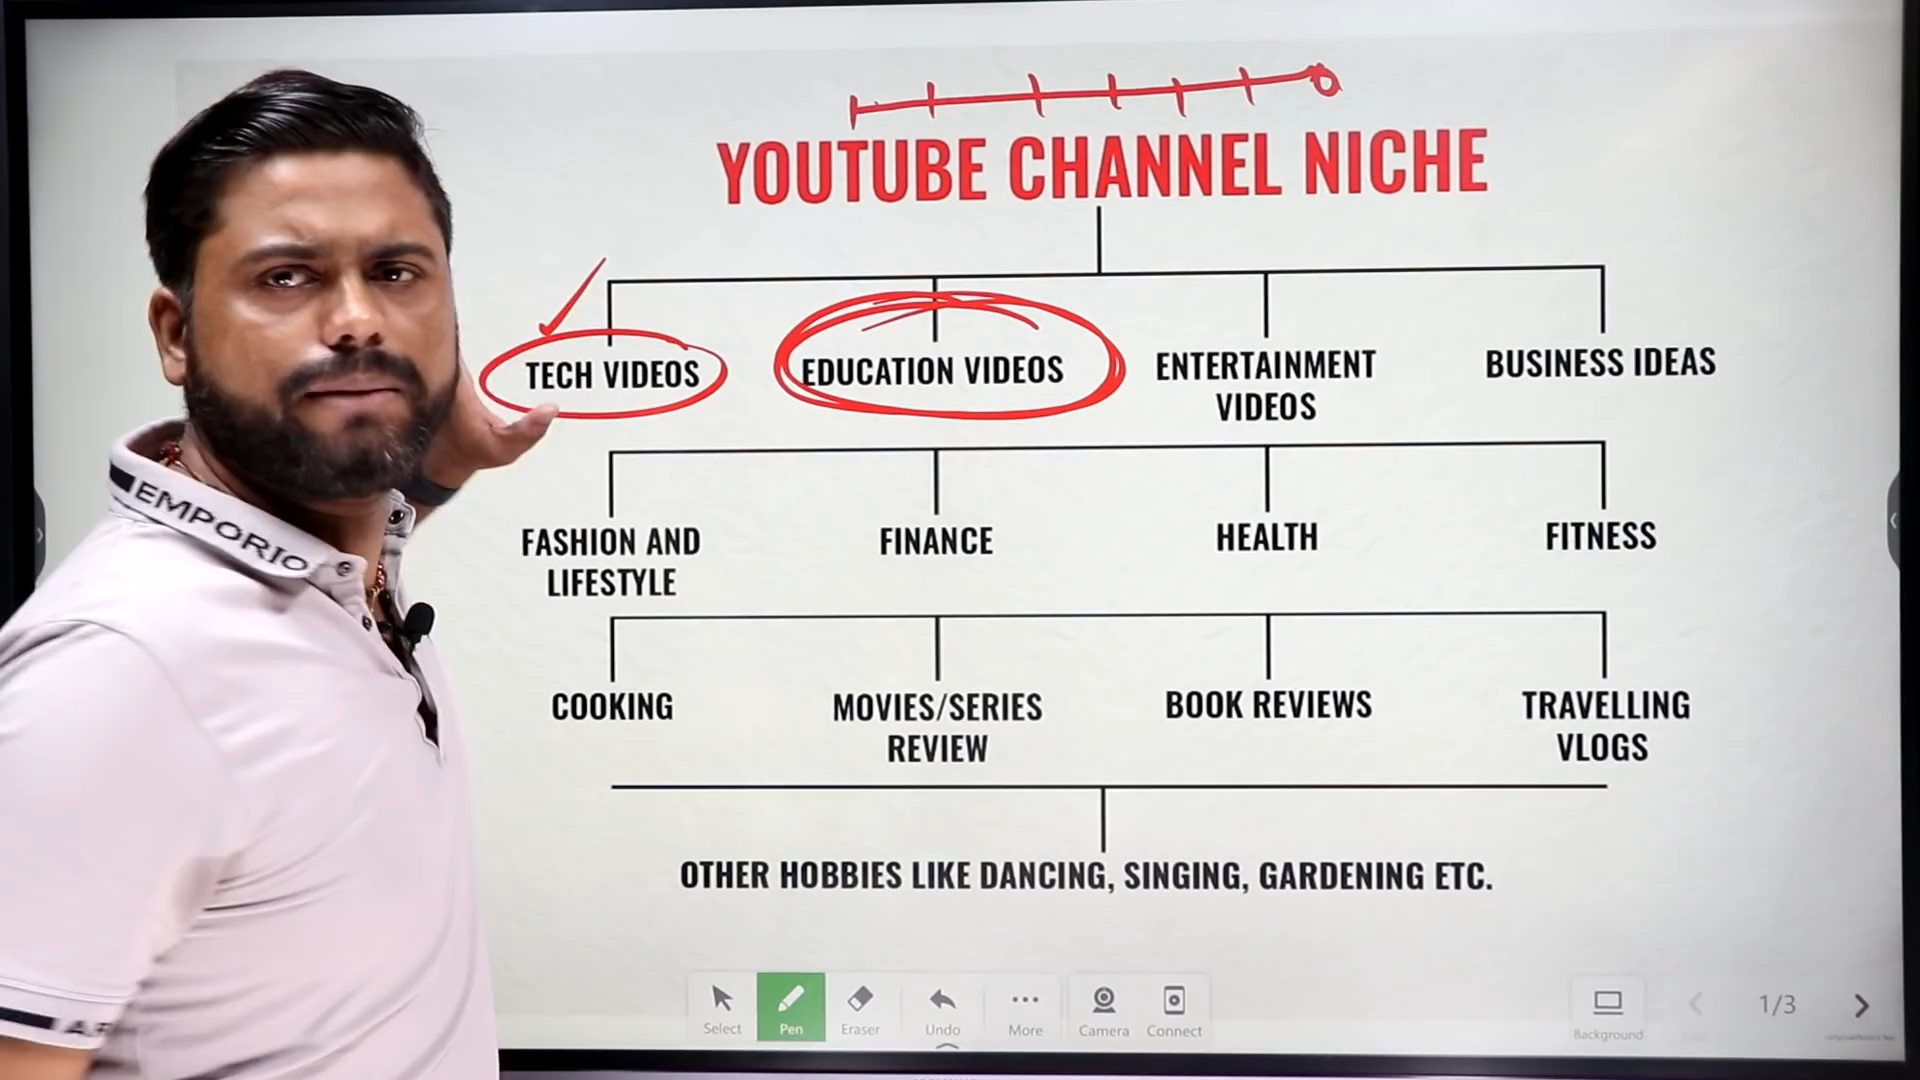 YOUTUBE CHANNEL NICHE
TECH VIDEOS
EDUCATION VIDEOS
ENTERTAINMENT
VIDEOS
BUSINESS IDEAS
FASHION AND
LIFESTYLE
FINANCE
HEALTH
FITNESS
COOKING
MOVIES/SERIES
REVIEW
BOOK REVIEWS
TRAVELLING
VLOGS
OTHER HOBBIES LIKE DANCING, SINGING, GARDENING ETC.
EMPORIO
Select
Pen
Eraser
Undo
More
Camera
Connect
Background
1/3